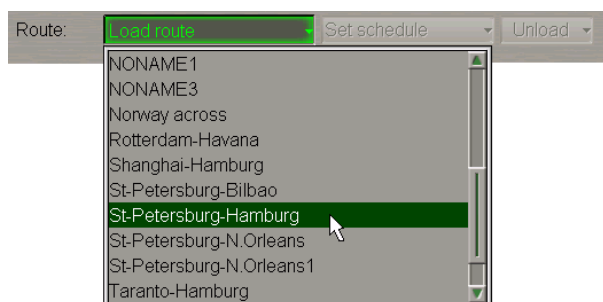 Route: Load route Set schedule Unload
NONAME1
NONAME3
Norway across
Rotterdam-Havana
Shanghai-Hamburg
St-Petersburg-Bilbao
St-Petersburg-Hamburg
St-Petersburg-N.Orleans
St-Petersburg-N.Orleans1
Taranto-Hamburg